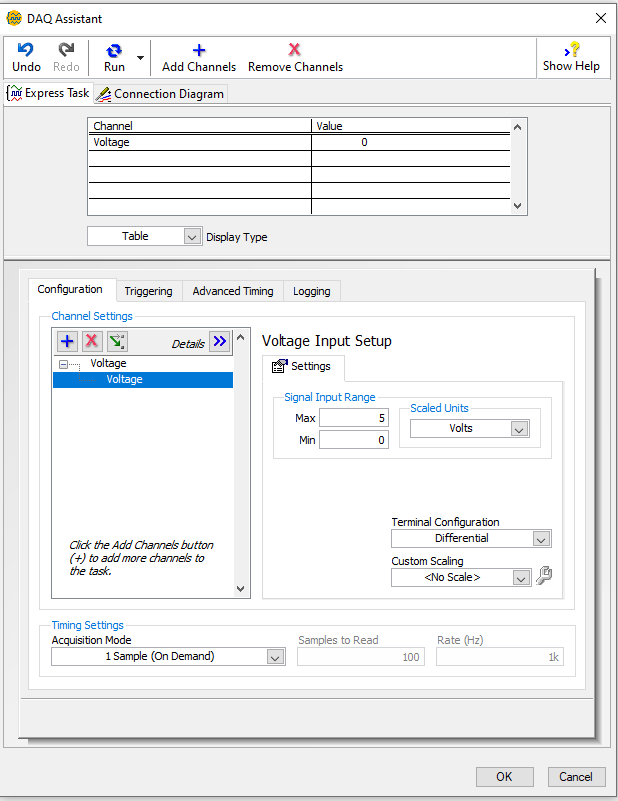 DAQ Assistant
Undo Redo Run Add Channels Remove Channels Show Help
Express Task Connection Diagram
Channel Value
Voltage 0
Table Display Type
Configuration Triggering Advanced Timing Logging
Channel Settings
Details
Voltage
Voltage
Click the Add Channels button
(+) to add more channels to
the task.
Voltage Input Setup
Settings
Signal Input Range
Max 5
Min 0
Scaled Units
Volts
Terminal Configuration
Differential
Custom Scaling
<No Scale>
Timing Settings
Acquisition Mode Samples to Read Rate (Hz)
1 Sample (On Demand) 100 1k
OK Cancel